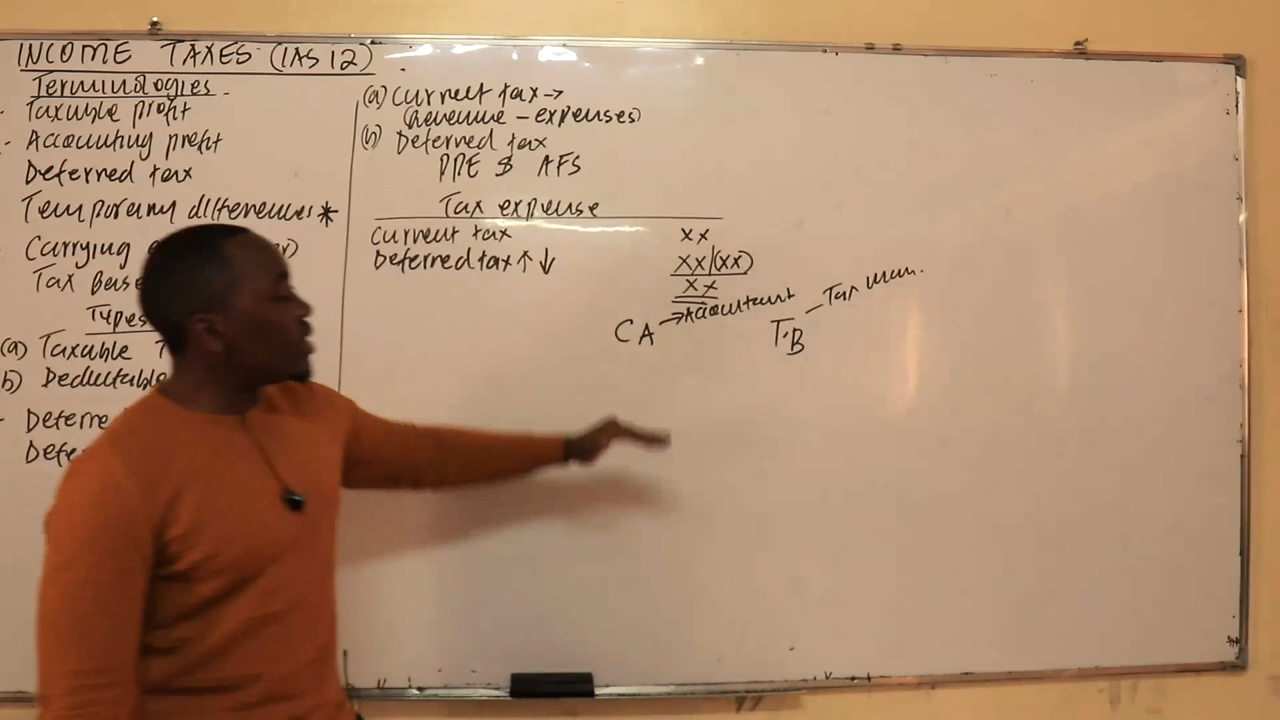 INCOME TAXES (IAS 12)
Terminologies
- Taxable profit
- Accounting profit
Deferred tax
Temporary differences *
Carrying
Tax Base
Types
(a) Taxable T
b) Deductable
- Deferre
Defe
(a) Current tax →
(Revenue - expenses)
(b) Deferred tax
PPE $ AFS
Tax expense
Current tax XX
Deferred tax ↑ ↓ XX/(XX)
XX
CA → Accountant
T.B - Tax man.